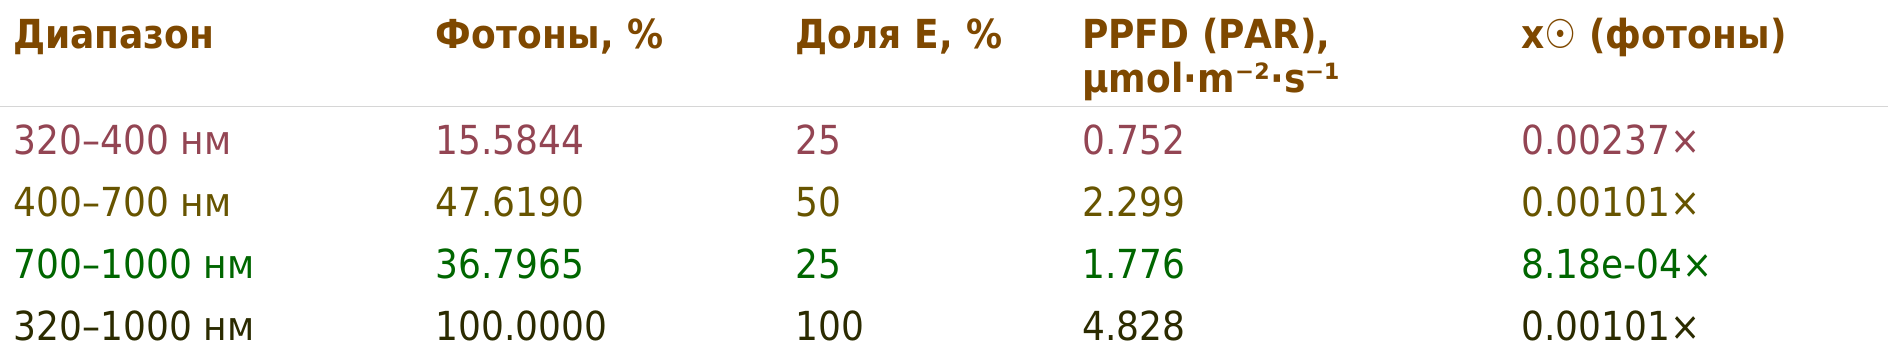 Диапазон Фотоны, % Доля E, % PPFD (PAR), µmol·m⁻²·s⁻¹ x☉ (фотоны)
320–400 нм 15.5844 25 0.752 0.00237×
400–700 нм 47.6190 50 2.299 0.00101×
700–1000 нм 36.7965 25 1.776 8.18e-04×
320–1000 нм 100.0000 100 4.828 0.00101×